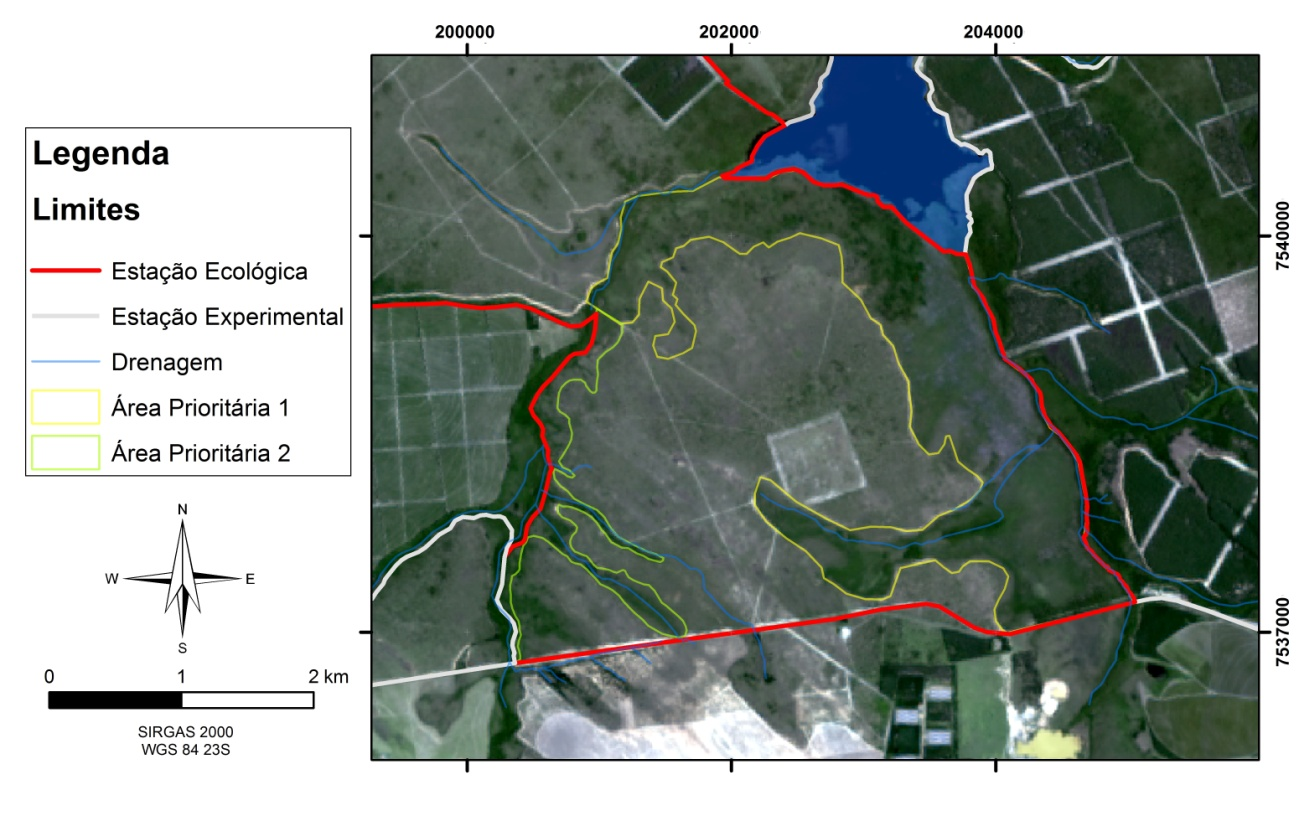 200000
202000
204000
Legenda
Limites
Estação Ecológica
Estação Experimental
Drenagem
Área Prioritária 1
Área Prioritária 2
7540000
7537000
N
W
E
S
0
1
2 km
SIRGAS 2000
WGS 84 23S